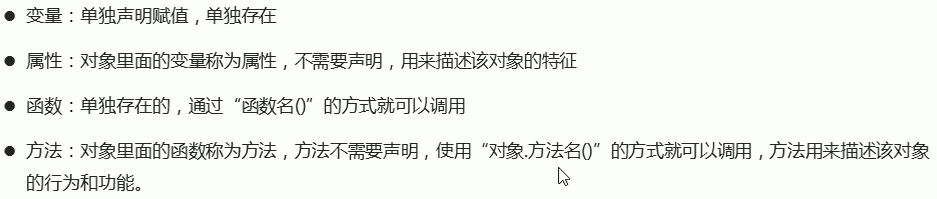 ● 变量：单独声明赋值，单独存在
● 属性：对象里面的变量称为属性，不需要声明，用来描述该对象的特征
● 函数：单独存在的，通过“函数名()”的方式就可以调用
● 方法：对象里面的函数称为方法，方法不需要声明，使用“对象.方法名()”的方式就可以调用，方法用来描述该对象
的行为和功能。